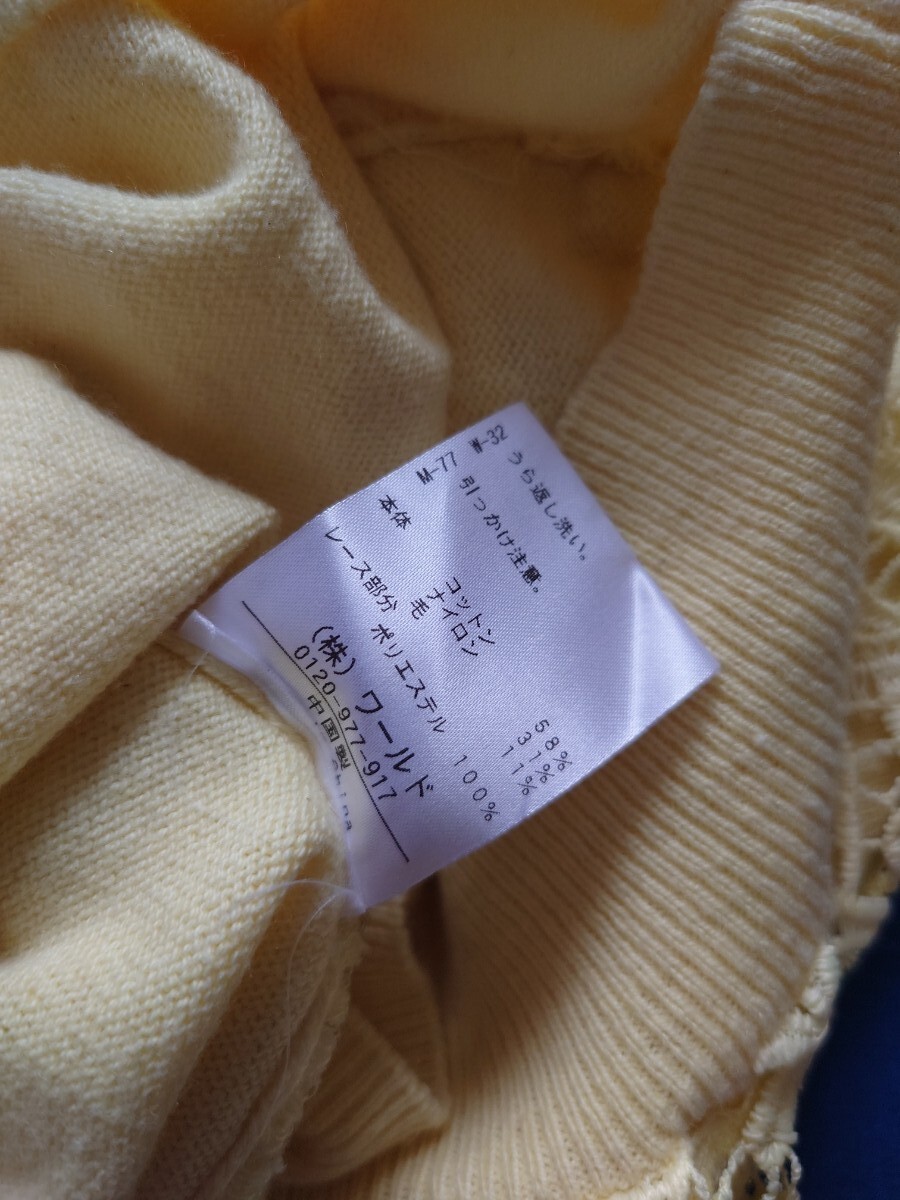 W-32 うら返し洗い。
M-77 引っかけ注意。
本体 コットン 58%
ナイロン 31%
毛 11%
レース部分 ポリエステル 100%
(株)ワールド
0120-977-917
中国製
China